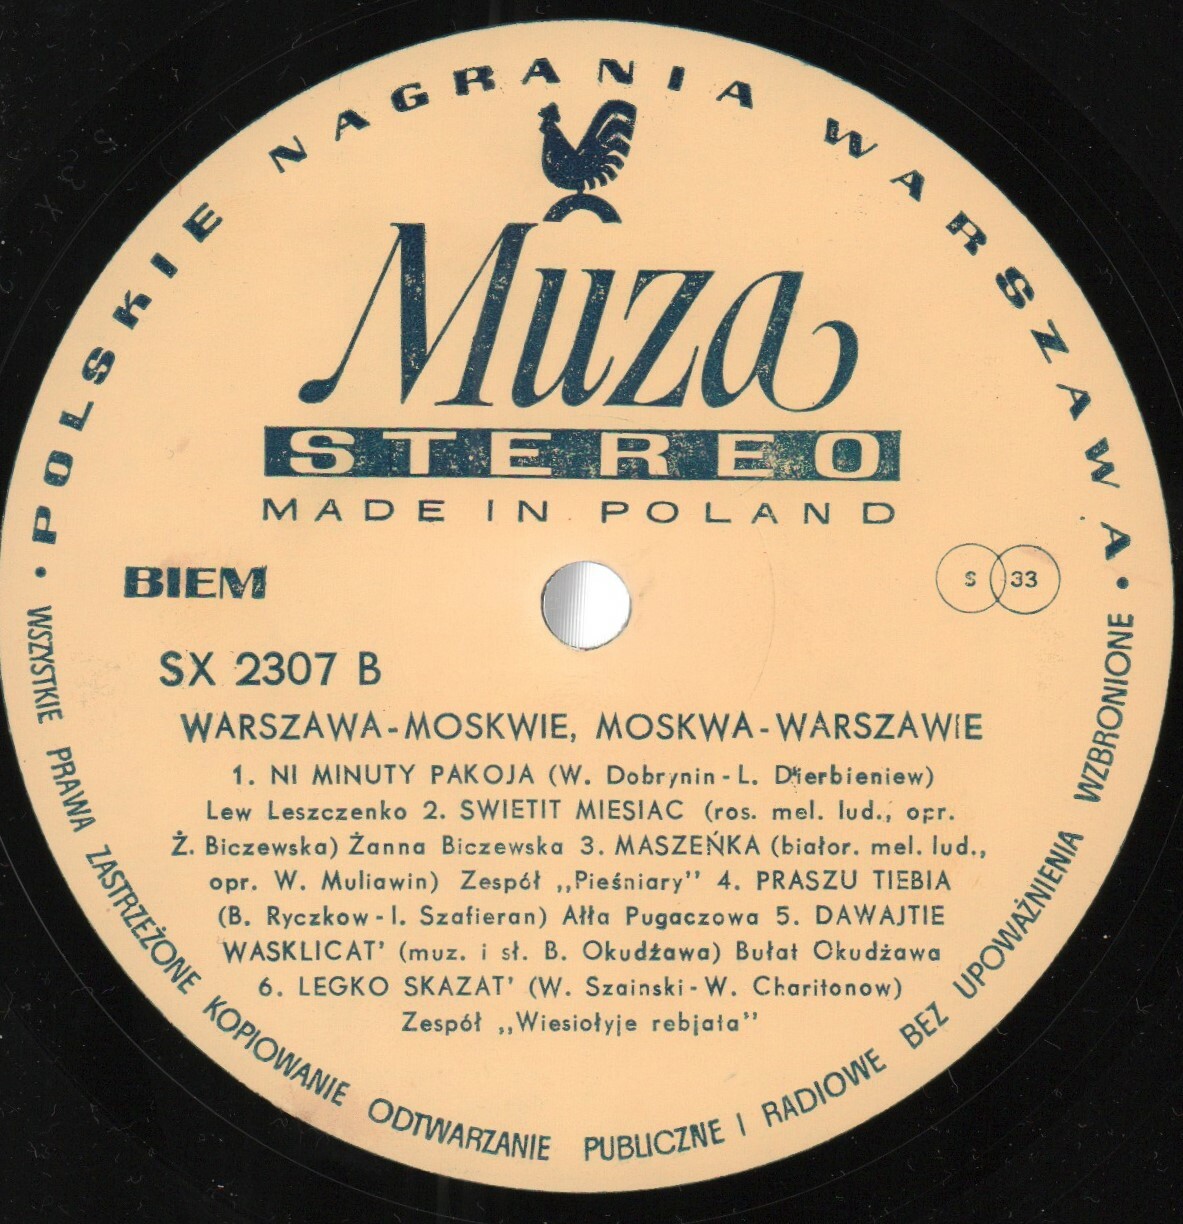 POLSKIE NAGRANIA WARSZAWA
Muza
STEREO
MADE IN POLAND
BIEM
S 33
SX 2307 B
WARSZAWA-MOSKWIE, MOSKWA-WARSZAWIE
1. NI MINUTY PAKOJA (W. Dobrynin-L. Dierbieniew)
Lew Leszczenko 2. SWIETIT MIESIAC (ros. mel. lud., opr.
Ż. Biczewska) Żanna Biczewska 3. MASZEŃKA (białor. mel. lud.,
opr. W. Muliawin) Zespół „Pieśniary” 4. PRASZU TIEBIA
(B. Ryczkow-I. Szafieran) Ałła Pugaczowa 5. DAWAJTIE
WASKLICAT’ (muz. i sł. B. Okudżawa) Bułat Okudżawa
6. LEGKO SKAZAT’ (W. Szainski-W. Charitonow)
Zespół „Wiesiołyje rebjata”
• WSZYSTKIE PRAWA ZASTRZEŻONE KOPIOWANIE ODTWARZANIE PUBLICZNE I RADIOWE BEZ UPOWAŻNIENIA WZBRONIONE •